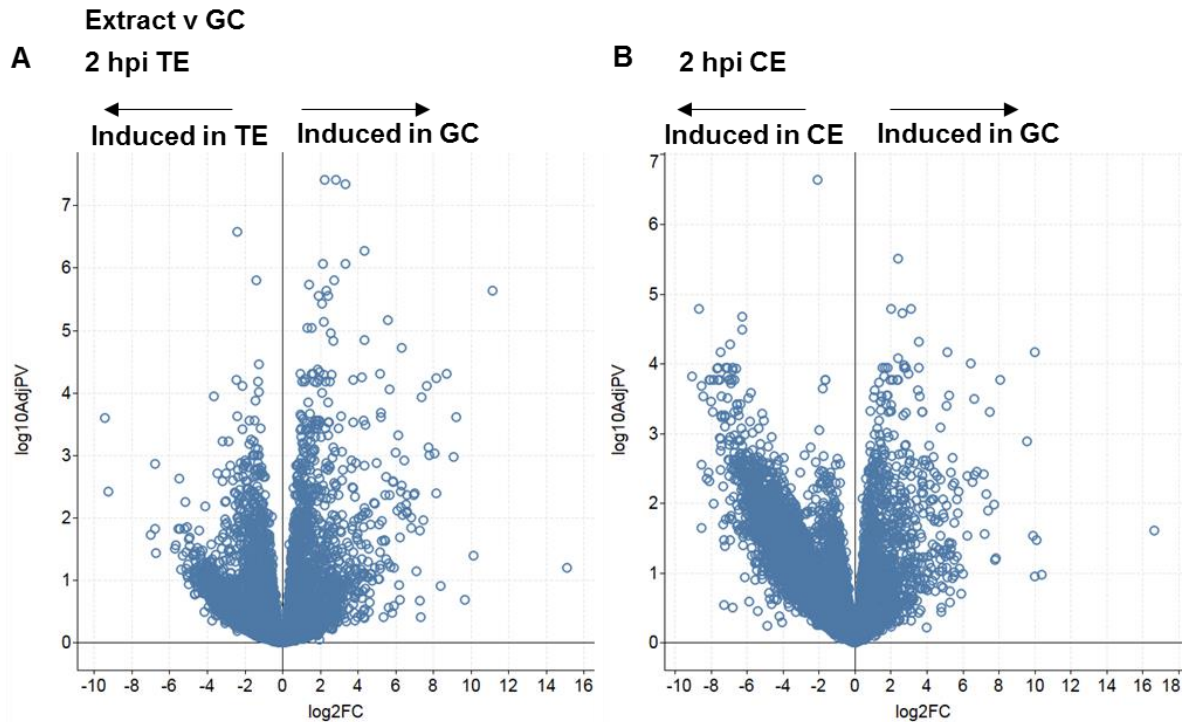 Extract v GC
A 2 hpi TE
Induced in TE Induced in GC
log10AdjPV
7
6
5
4
3
2
1
0
-10 -8 -6 -4 -2 0 2 4 6 8 10 12 14 16
log2FC
B 2 hpi CE
Induced in CE Induced in GC
log10AdjPV
7
6
5
4
3
2
1
0
-10 -8 -6 -4 -2 0 2 4 6 8 10 12 14 16 18
log2FC